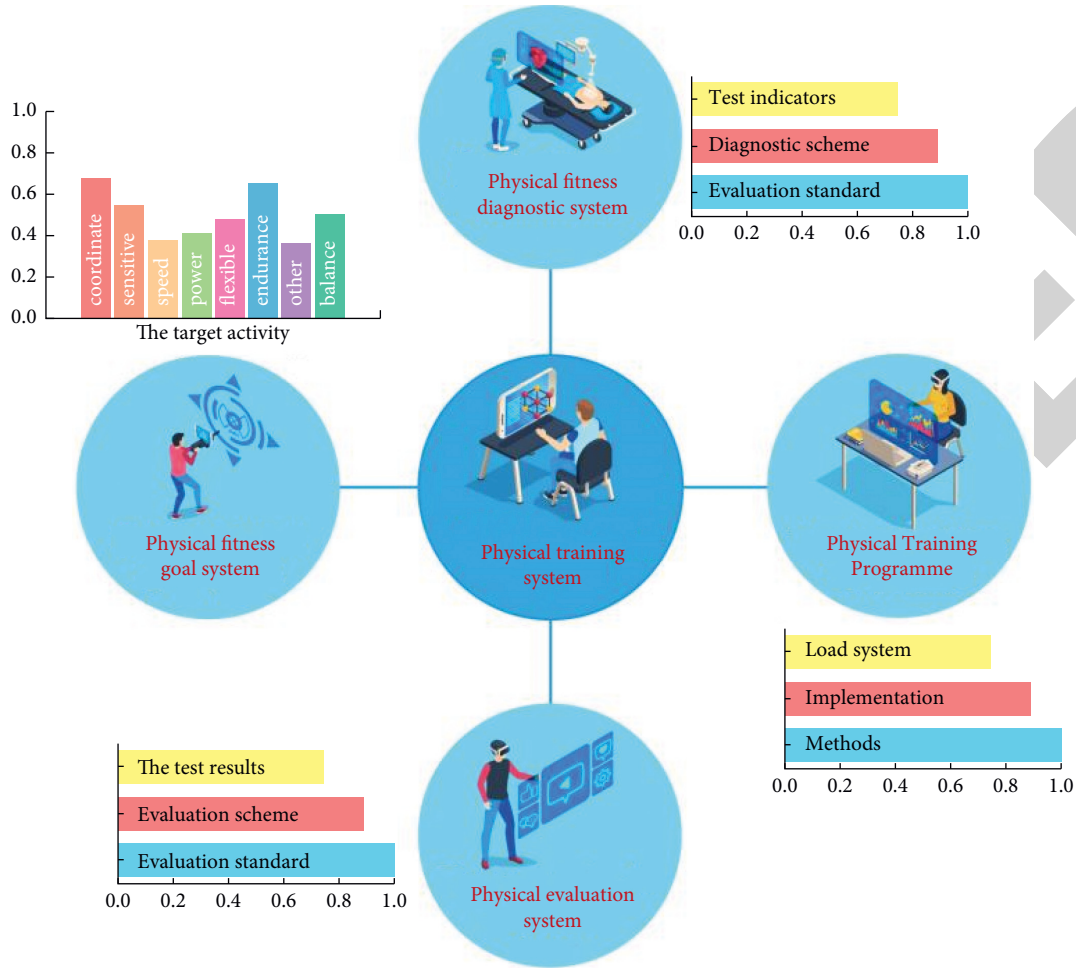 Physical fitness
diagnostic system
Test indicators
Diagnostic scheme
Evaluation standard
0.0 0.2 0.4 0.6 0.8 1.0
1.0
0.8
0.6
0.4
0.2
0.0
coordinate
sensitive
speed
power
flexible
endurance
other
balance
The target activity
Physical fitness
goal system
Physical training
system
Physical Training
Programme
Load system
Implementation
Methods
0.0 0.2 0.4 0.6 0.8 1.0
The test results
Evaluation scheme
Evaluation standard
0.0 0.2 0.4 0.6 0.8 1.0
Physical evaluation
system